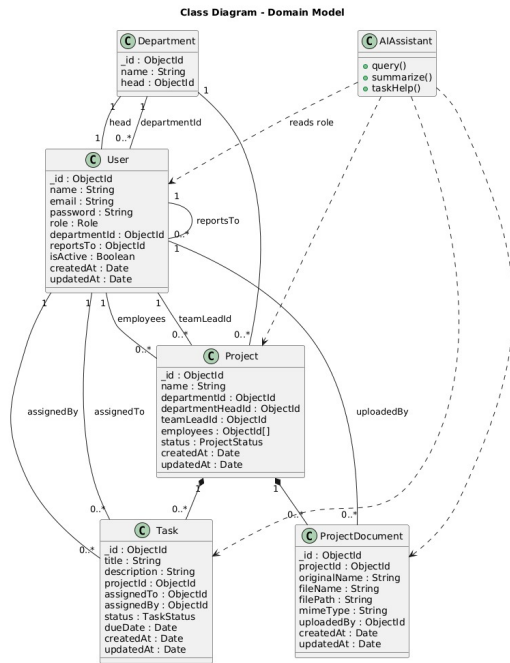 Class Diagram - Domain Model
C Department
_id : ObjectId
name : String
head : ObjectId
C AIAssistant
query()
summarize()
taskHelp()
1
1
1
head
departmentId
1
0..*
reads role
C User
_id : ObjectId
name : String
email : String
password : String
role : Role
departmentId : ObjectId
reportsTo : ObjectId
isActive : Boolean
createdAt : Date
updatedAt : Date
1
reportsTo
0..*
1
1
1
1
1
employees
teamLeadId
0..*
0..*
0..*
C Project
_id : ObjectId
name : String
departmentId : ObjectId
departmentHeadId : ObjectId
teamLeadId : ObjectId
employees : ObjectId[]
status : ProjectStatus
createdAt : Date
updatedAt : Date
assignedBy
assignedTo
uploadedBy
1
1
0..*
0..*
0..*
0..*
0..*
C Task
_id : ObjectId
title : String
description : String
projectId : ObjectId
assignedTo : ObjectId
assignedBy : ObjectId
status : TaskStatus
dueDate : Date
createdAt : Date
updatedAt : Date
C ProjectDocument
_id : ObjectId
projectId : ObjectId
originalName : String
fileName : String
filePath : String
mimeType : String
uploadedBy : ObjectId
createdAt : Date
updatedAt : Date